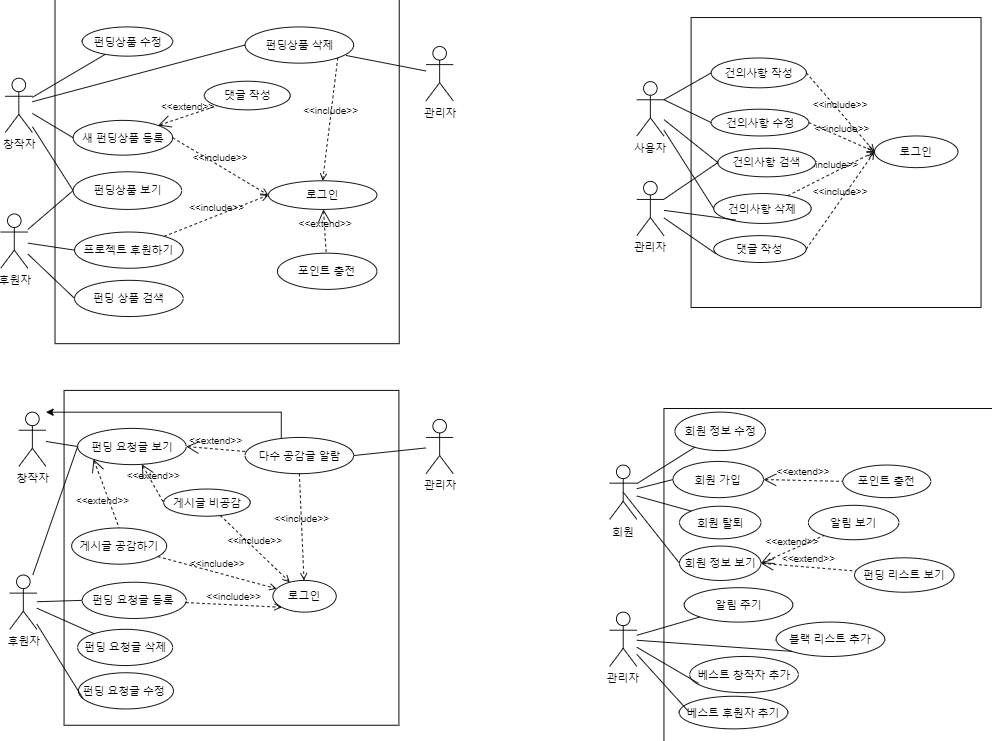 펀딩상품 수정
펀딩상품 삭제
관리자
댓글 작성
<<extend>>
<<include>>
창작자
새 펀딩상품 등록
<<include>>
펀딩상품 보기
로그인
<<include>>
<<extend>>
프로젝트 후원하기
후원자
포인트 충전
펀딩 상품 검색
건의사항 작성
<<include>>
사용자
건의사항 수정
<<include>>
로그인
건의사항 검색
include>>
<<include>>
건의사항 삭제
관리자
댓글 작성
창작자
펀딩 요청글 보기
<<extend>>
다수 공감글 알람
관리자
<<extend>>
<<extend>>
게시글 비공감
<<include>>
게시글 공감하기
<<include>>
<<include>>
로그인
후원자
펀딩 요청글 등록
<<include>>
펀딩 요청글 삭제
펀딩 요청글 수정
회원 정보 수정
회원 가입
<<extend>>
포인트 충전
회원
회원 탈퇴
알림 보기
<<extend>>
회원 정보 보기
<<extend>>
펀딩 리스트 보기
알림 주기
블랙 리스트 추가
관리자
베스트 창작자 추가
베스트 후원자 추기